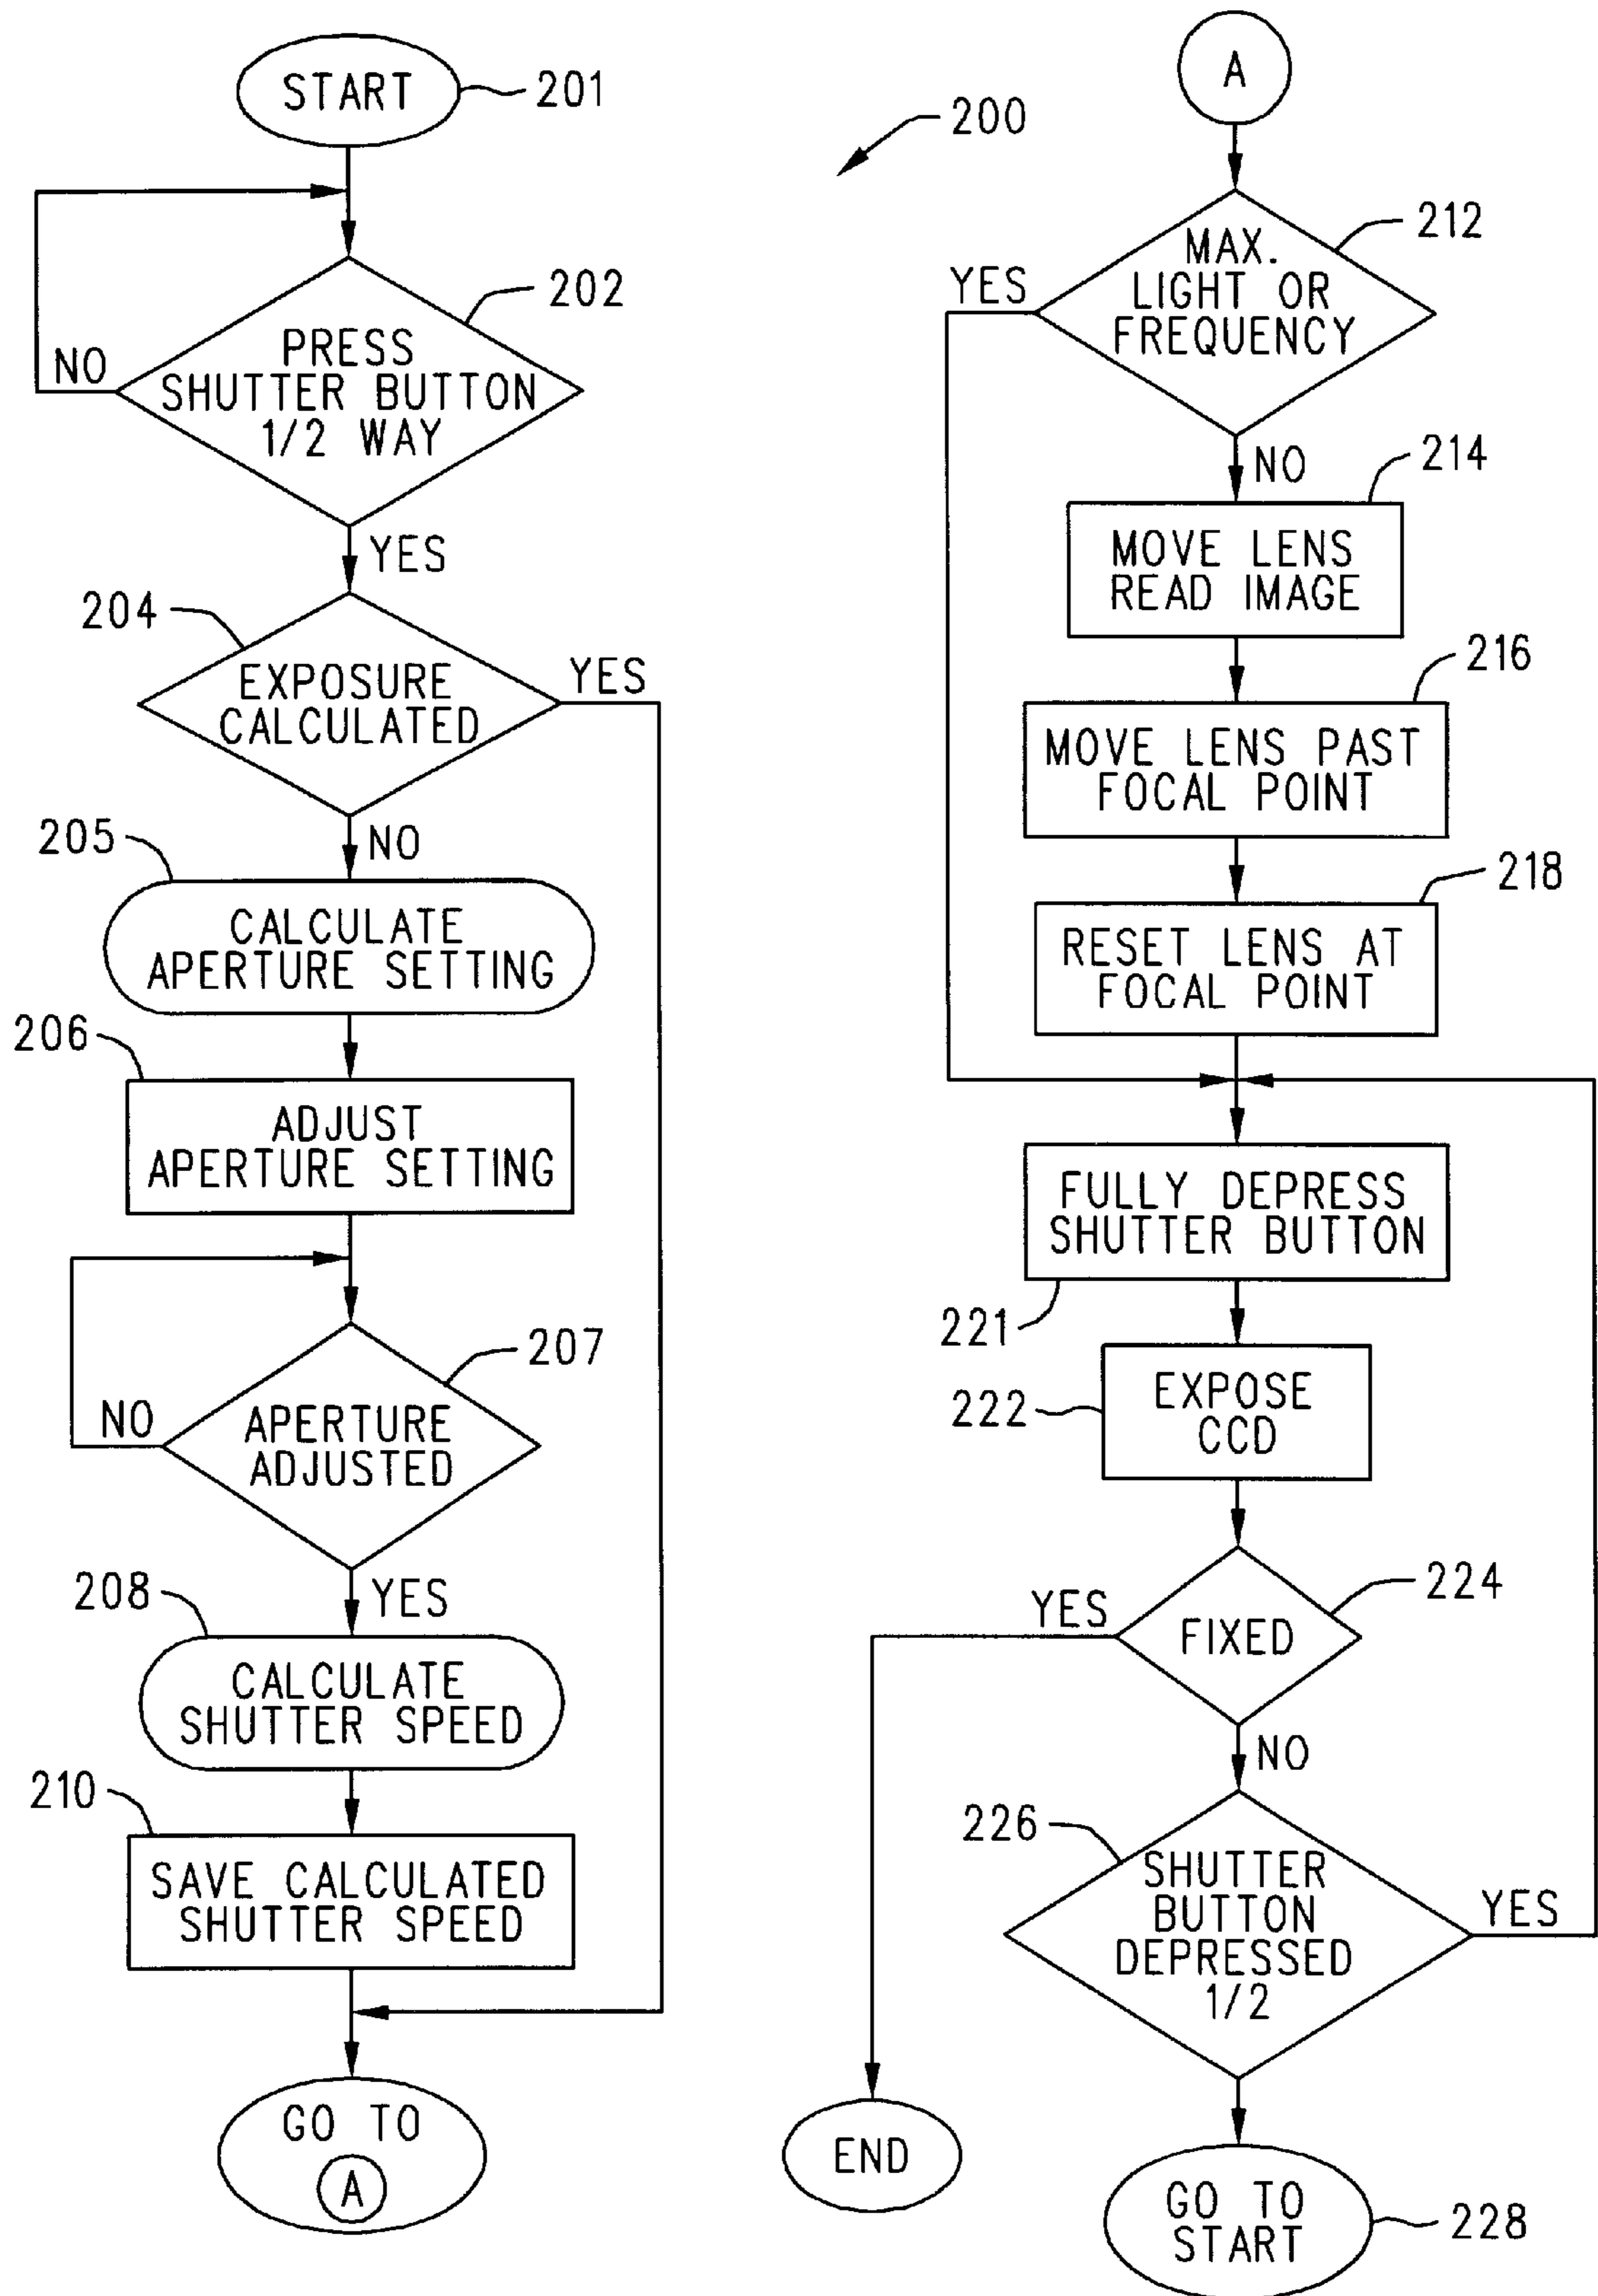 START
201
202
PRESS
SHUTTER BUTTON
1/2 WAY
NO
YES
204
EXPOSURE
CALCULATED
YES
NO
205
CALCULATE
APERTURE SETTING
206
ADJUST
APERTURE SETTING
207
APERTURE
ADJUSTED
NO
YES
208
CALCULATE
SHUTTER SPEED
210
SAVE CALCULATED
SHUTTER SPEED
GO TO
A
200
A
212
MAX.
LIGHT OR
FREQUENCY
YES
NO
214
MOVE LENS
READ IMAGE
216
MOVE LENS PAST
FOCAL POINT
218
RESET LENS AT
FOCAL POINT
FULLY DEPRESS
SHUTTER BUTTON
221
222
EXPOSE
CCD
224
FIXED
YES
NO
226
SHUTTER
BUTTON
DEPRESSED
1/2
YES
END
GO TO
START
228